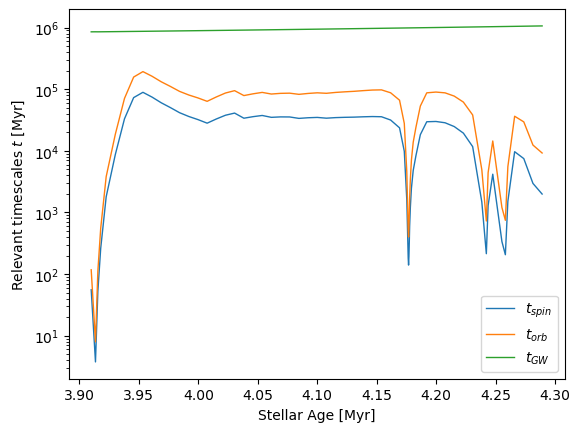 Relevant timescales t [Myr]
10^6
10^5
10^4
10^3
10^2
10^1
t_spin
t_orb
t_GW
3.90 3.95 4.00 4.05 4.10 4.15 4.20 4.25 4.30
Stellar Age [Myr]